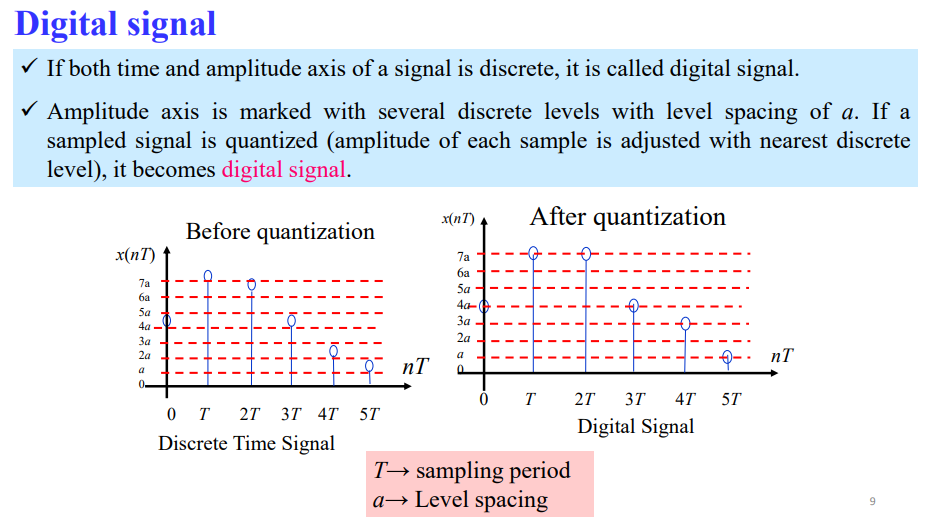 Digital signal
✓ If both time and amplitude axis of a signal is discrete, it is called digital signal.
✓ Amplitude axis is marked with several discrete levels with level spacing of a. If a
sampled signal is quantized (amplitude of each sample is adjusted with nearest discrete
level), it becomes digital signal.
Before quantization
x(nT)
7a
6a
5a
4a
3a
2a
a
0
nT
0 T 2T 3T 4T 5T
Discrete Time Signal
After quantization
x(nT)
7a
6a
5a
4a
3a
2a
a
0
nT
0 T 2T 3T 4T 5T
Digital Signal
T→ sampling period
a→ Level spacing
9